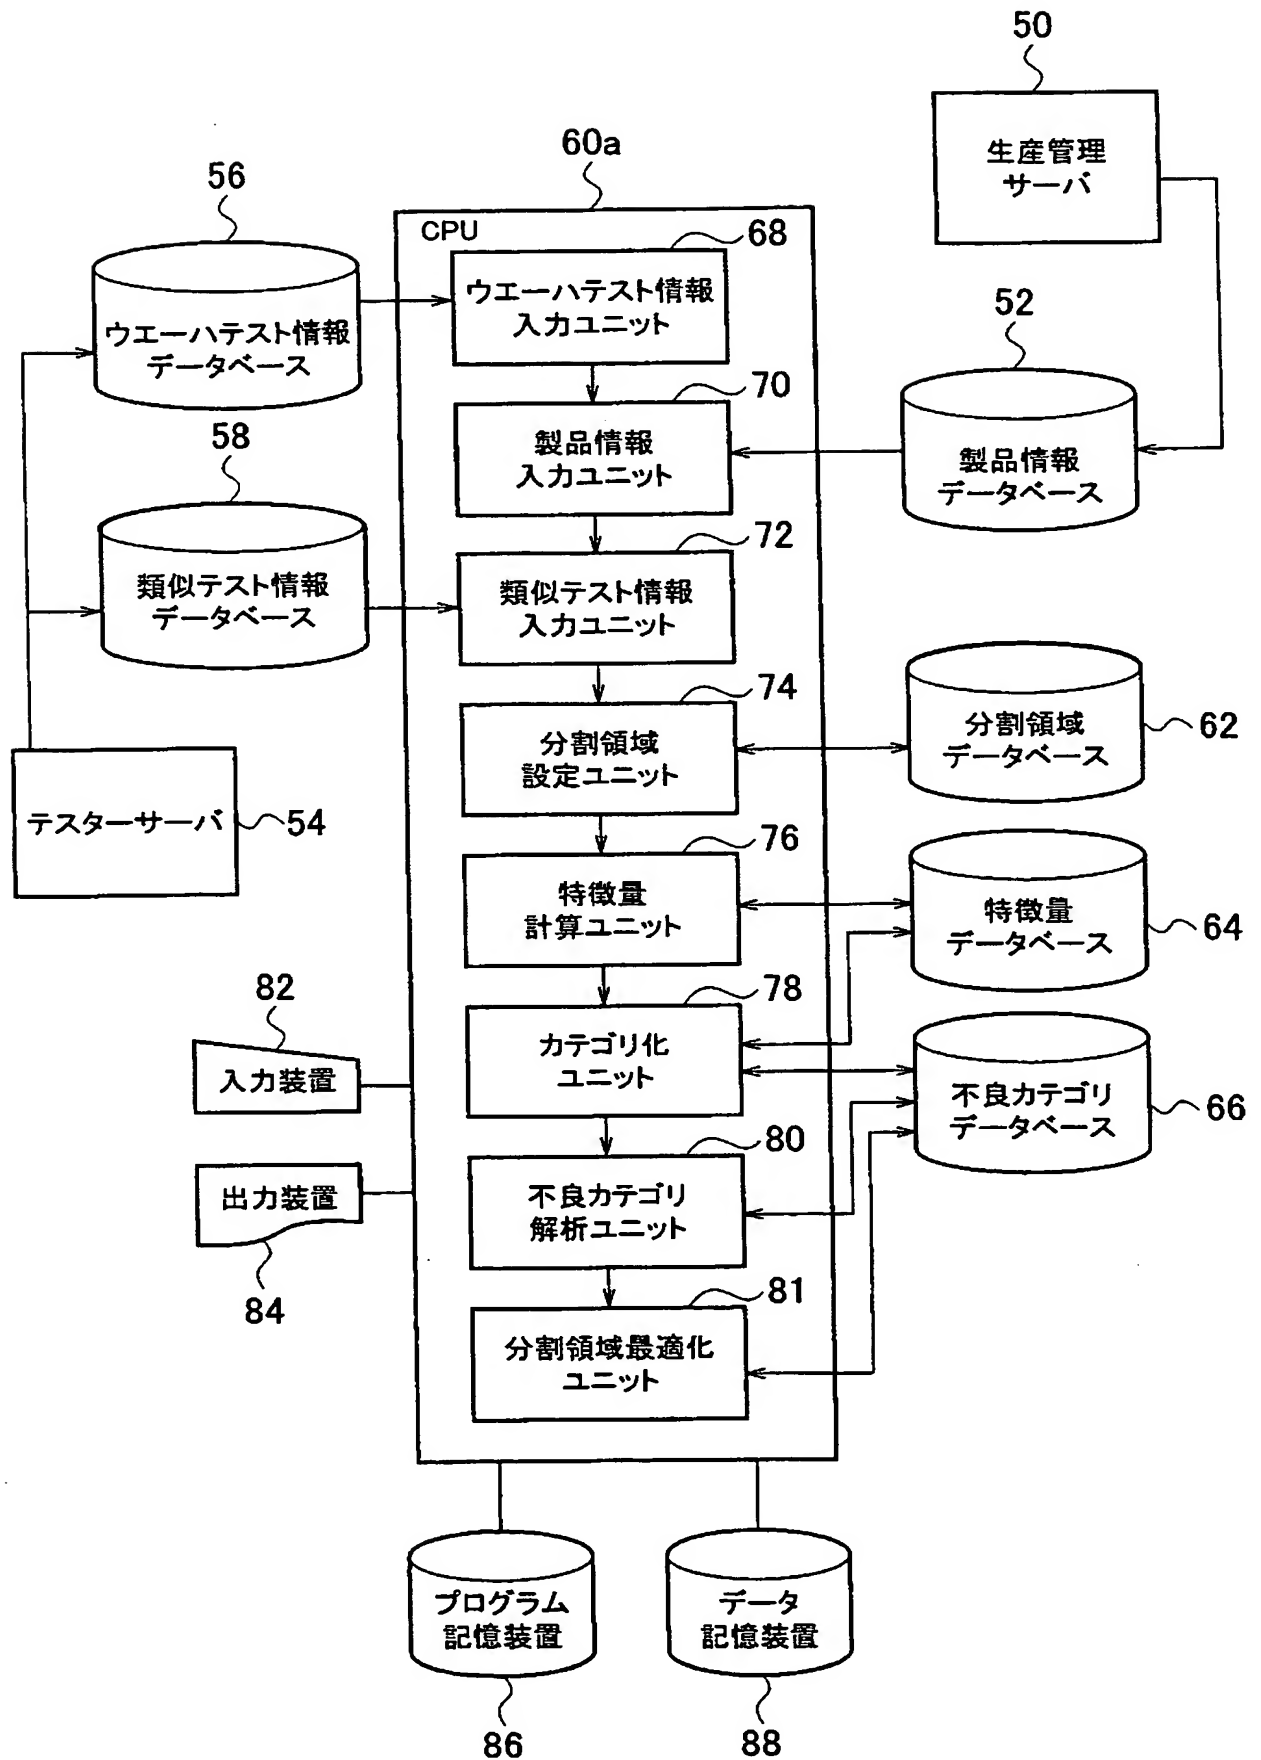 50
生産管理
サーバ
60a
CPU
56
ウエーハテスト情報
データベース
68
ウエーハテスト情報
入力ユニット
52
製品情報
データベース
70
製品情報
入力ユニット
58
類似テスト情報
データベース
72
類似テスト情報
入力ユニット
74
分割領域
設定ユニット
分割領域
データベース
62
テスターサーバ
54
76
特徴量
計算ユニット
特徴量
データベース
64
78
カテゴリ化
ユニット
不良カテゴリ
データベース
66
82
入力装置
80
不良カテゴリ
解析ユニット
出力装置
84
81
分割領域最適化
ユニット
プログラム
記憶装置
86
データ
記憶装置
88